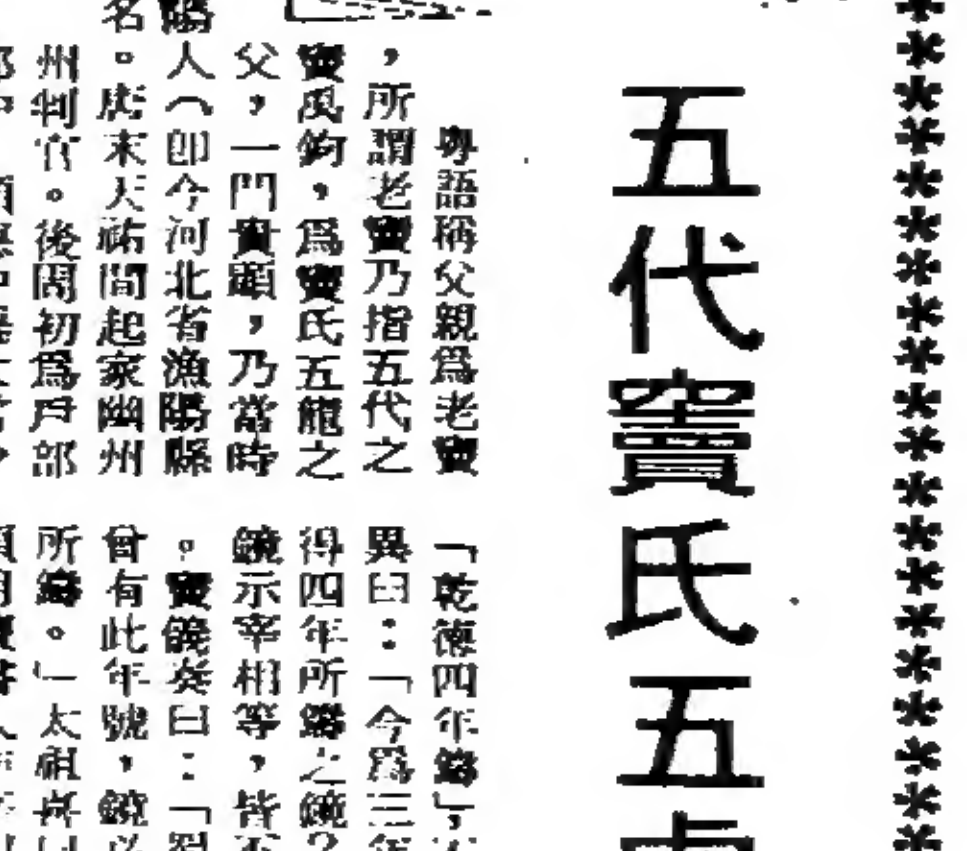 五代竇氏五
粵語稱父親爲老竇
，所謂老竇乃指五代之
竇禹鈞，爲竇氏五龍之
父，一門貴顯，乃當時
人（即今河北省漁陽縣
名。唐末天祐間起家幽州
州判官。後周初爲戶部
「乾德四年鑄」，
異曰：「今爲三年
得四年所鑄之鏡？
鏡示宰相等，皆不
。竇儀奏曰：「蜀
曾有此年號，鏡必
所鑄。」太祖